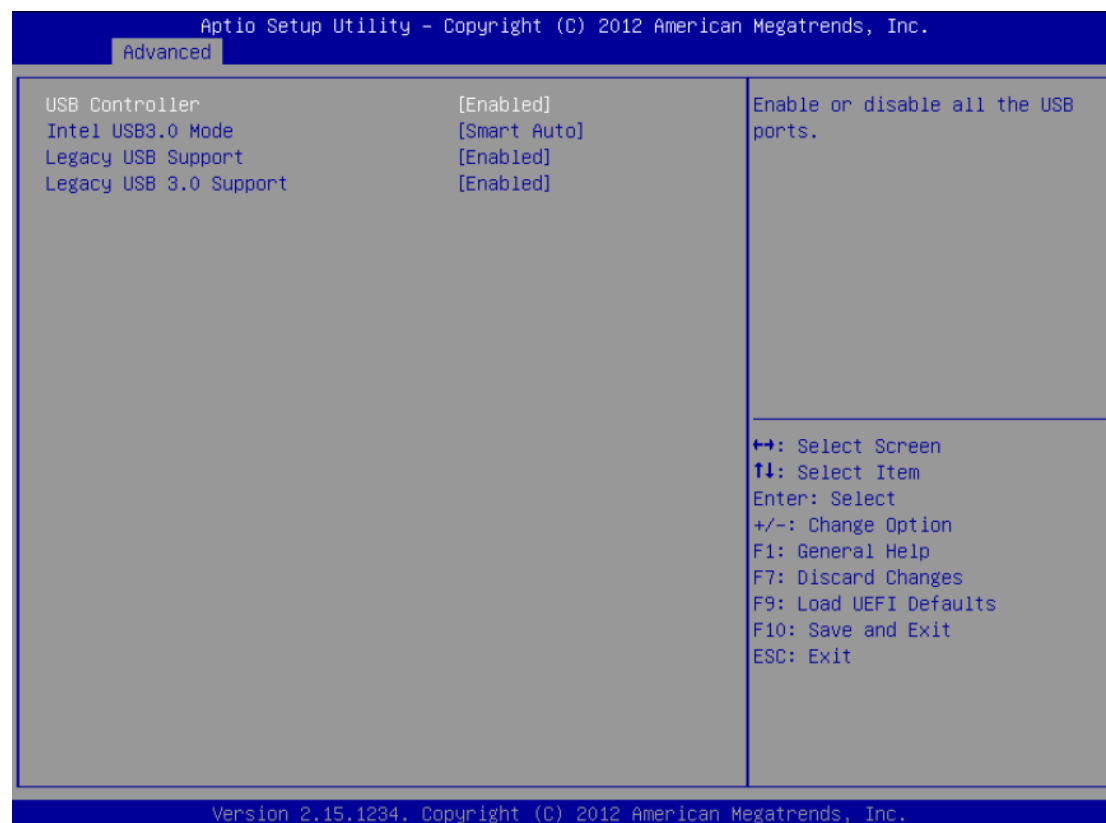 Aptio Setup Utility – Copyright (C) 2012 American Megatrends, Inc.
Advanced
USB Controller [Enabled]
Intel USB3.0 Mode [Smart Auto]
Legacy USB Support [Enabled]
Legacy USB 3.0 Support [Enabled]
Enable or disable all the USB
ports.
↔: Select Screen
↑↓: Select Item
Enter: Select
+/-: Change Option
F1: General Help
F7: Discard Changes
F9: Load UEFI Defaults
F10: Save and Exit
ESC: Exit
Version 2.15.1234. Copyright (C) 2012 American Megatrends, Inc.